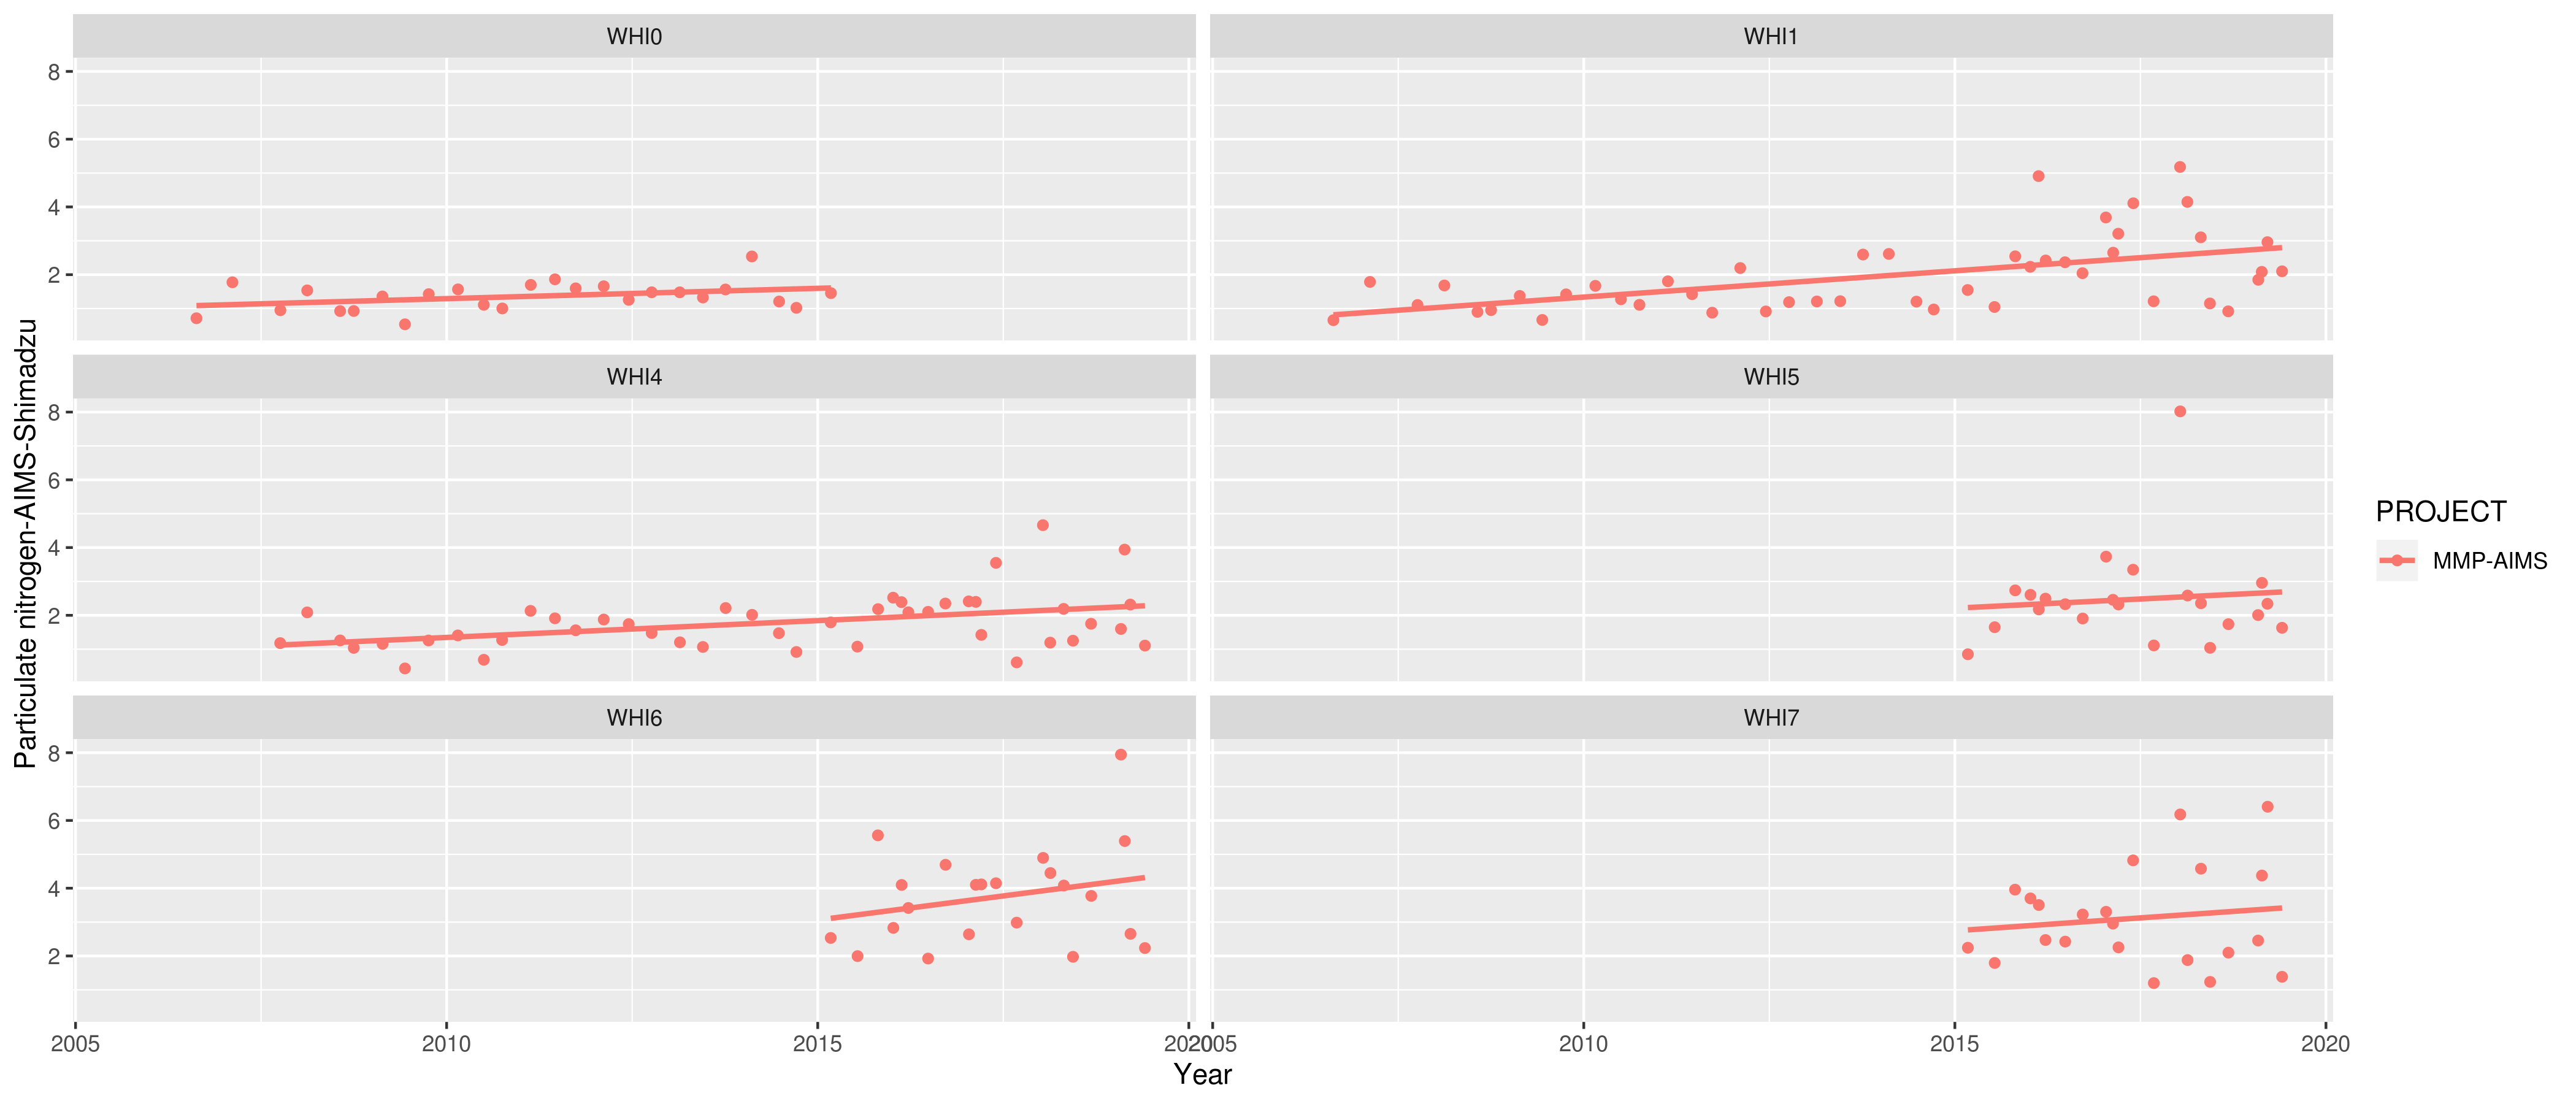 WHI0
WHI1
8
6
4
2
WHI4
WHI5
8
6
4
2
WHI6
WHI7
8
6
4
2
2005
2010
2015
2020
2005
2010
2015
2020
Year
Particulate nitrogen-AIMS-Shimadzu
PROJECT
MMP-AIMS